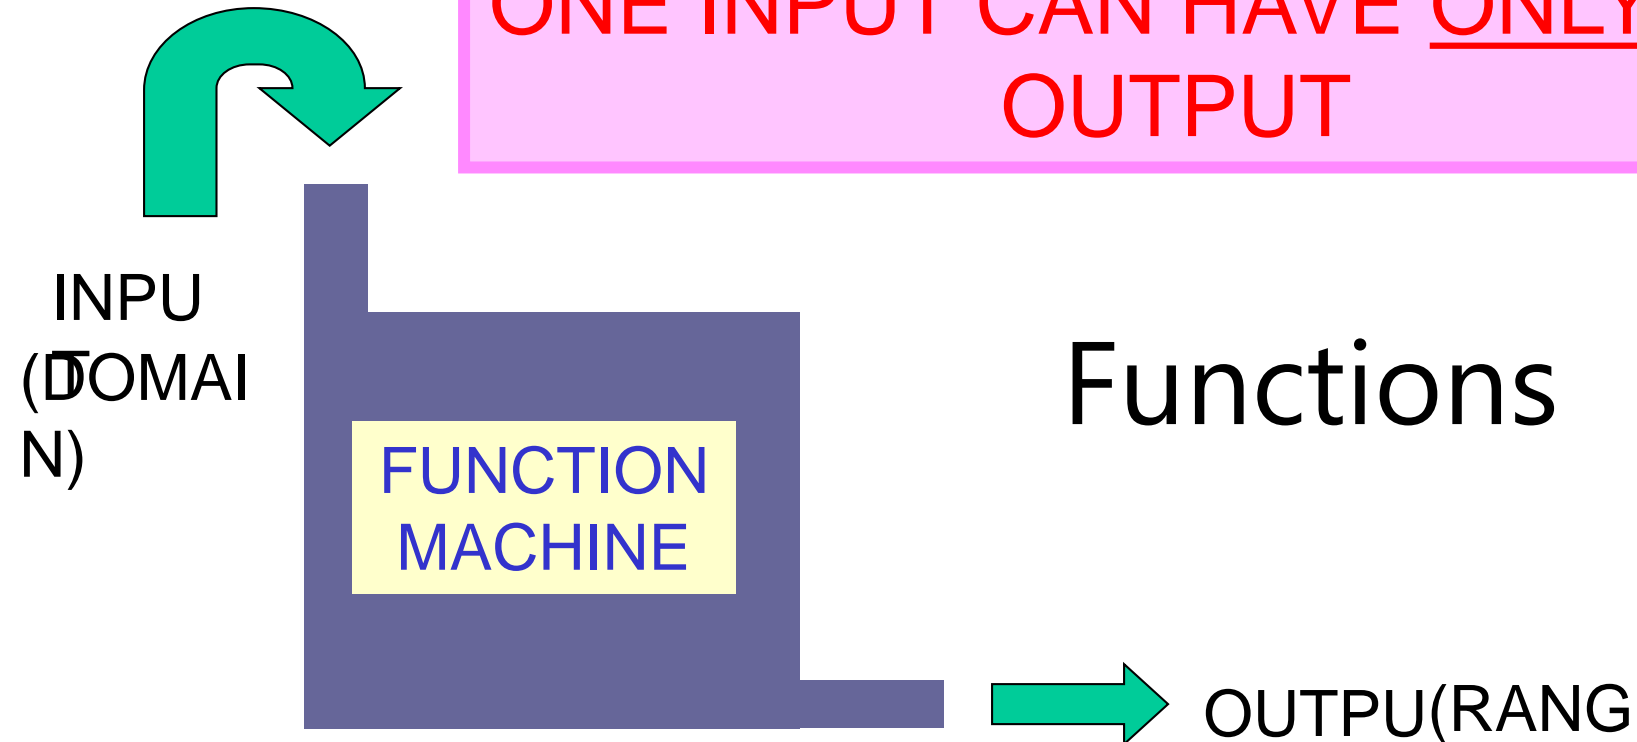 ONE INPUT CAN HAVE ONLY
OUTPUT
INPU
T
(DOMAI
N)
Functions
FUNCTION
MACHINE
OUTPU
(RANG